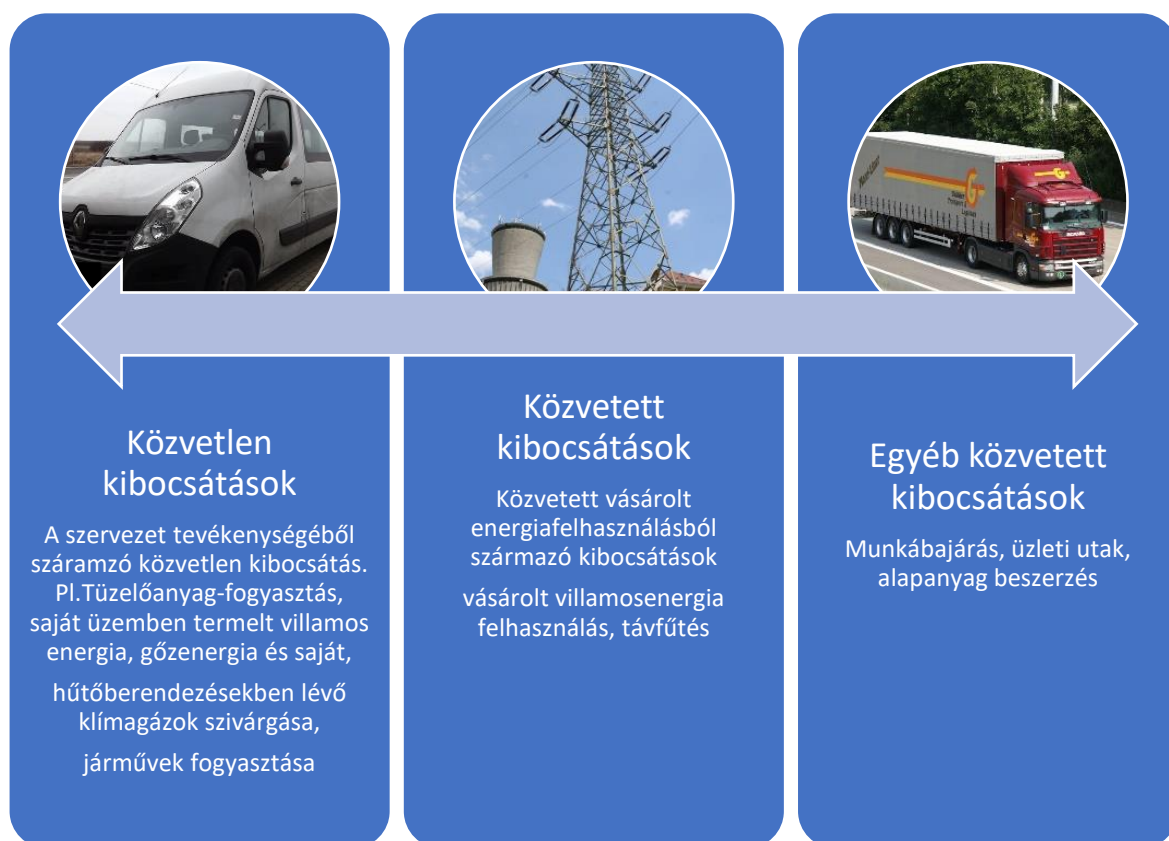 Közvetlen
kibocsátások
A szervezet tevékenységéből
száramzó közvetlen kibocsátás.
Pl.Tüzelőanyag-fogyasztás,
saját üzemben termelt villamos
energia, gőzenergia és saját,
hűtőberendezésekben lévő
klímagázok szivárgása,
járművek fogyasztása
Közvetett
kibocsátások
Közvetett vásárolt
energiafelhasználásból
származó kibocsátások
vásárolt villamosenergia
felhasználás, távfűtés
Egyéb közvetett
kibocsátások
Munkábajárás, üzleti utak,
alapanyag beszerzés